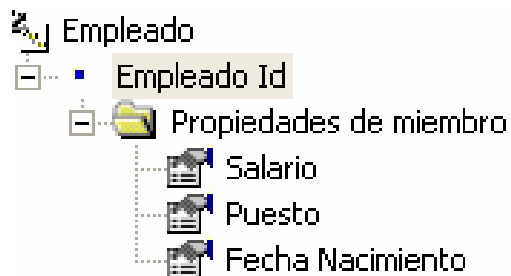 Empleado
Empleado Id
Propiedades de miembro
Salario
Puesto
Fecha Nacimiento